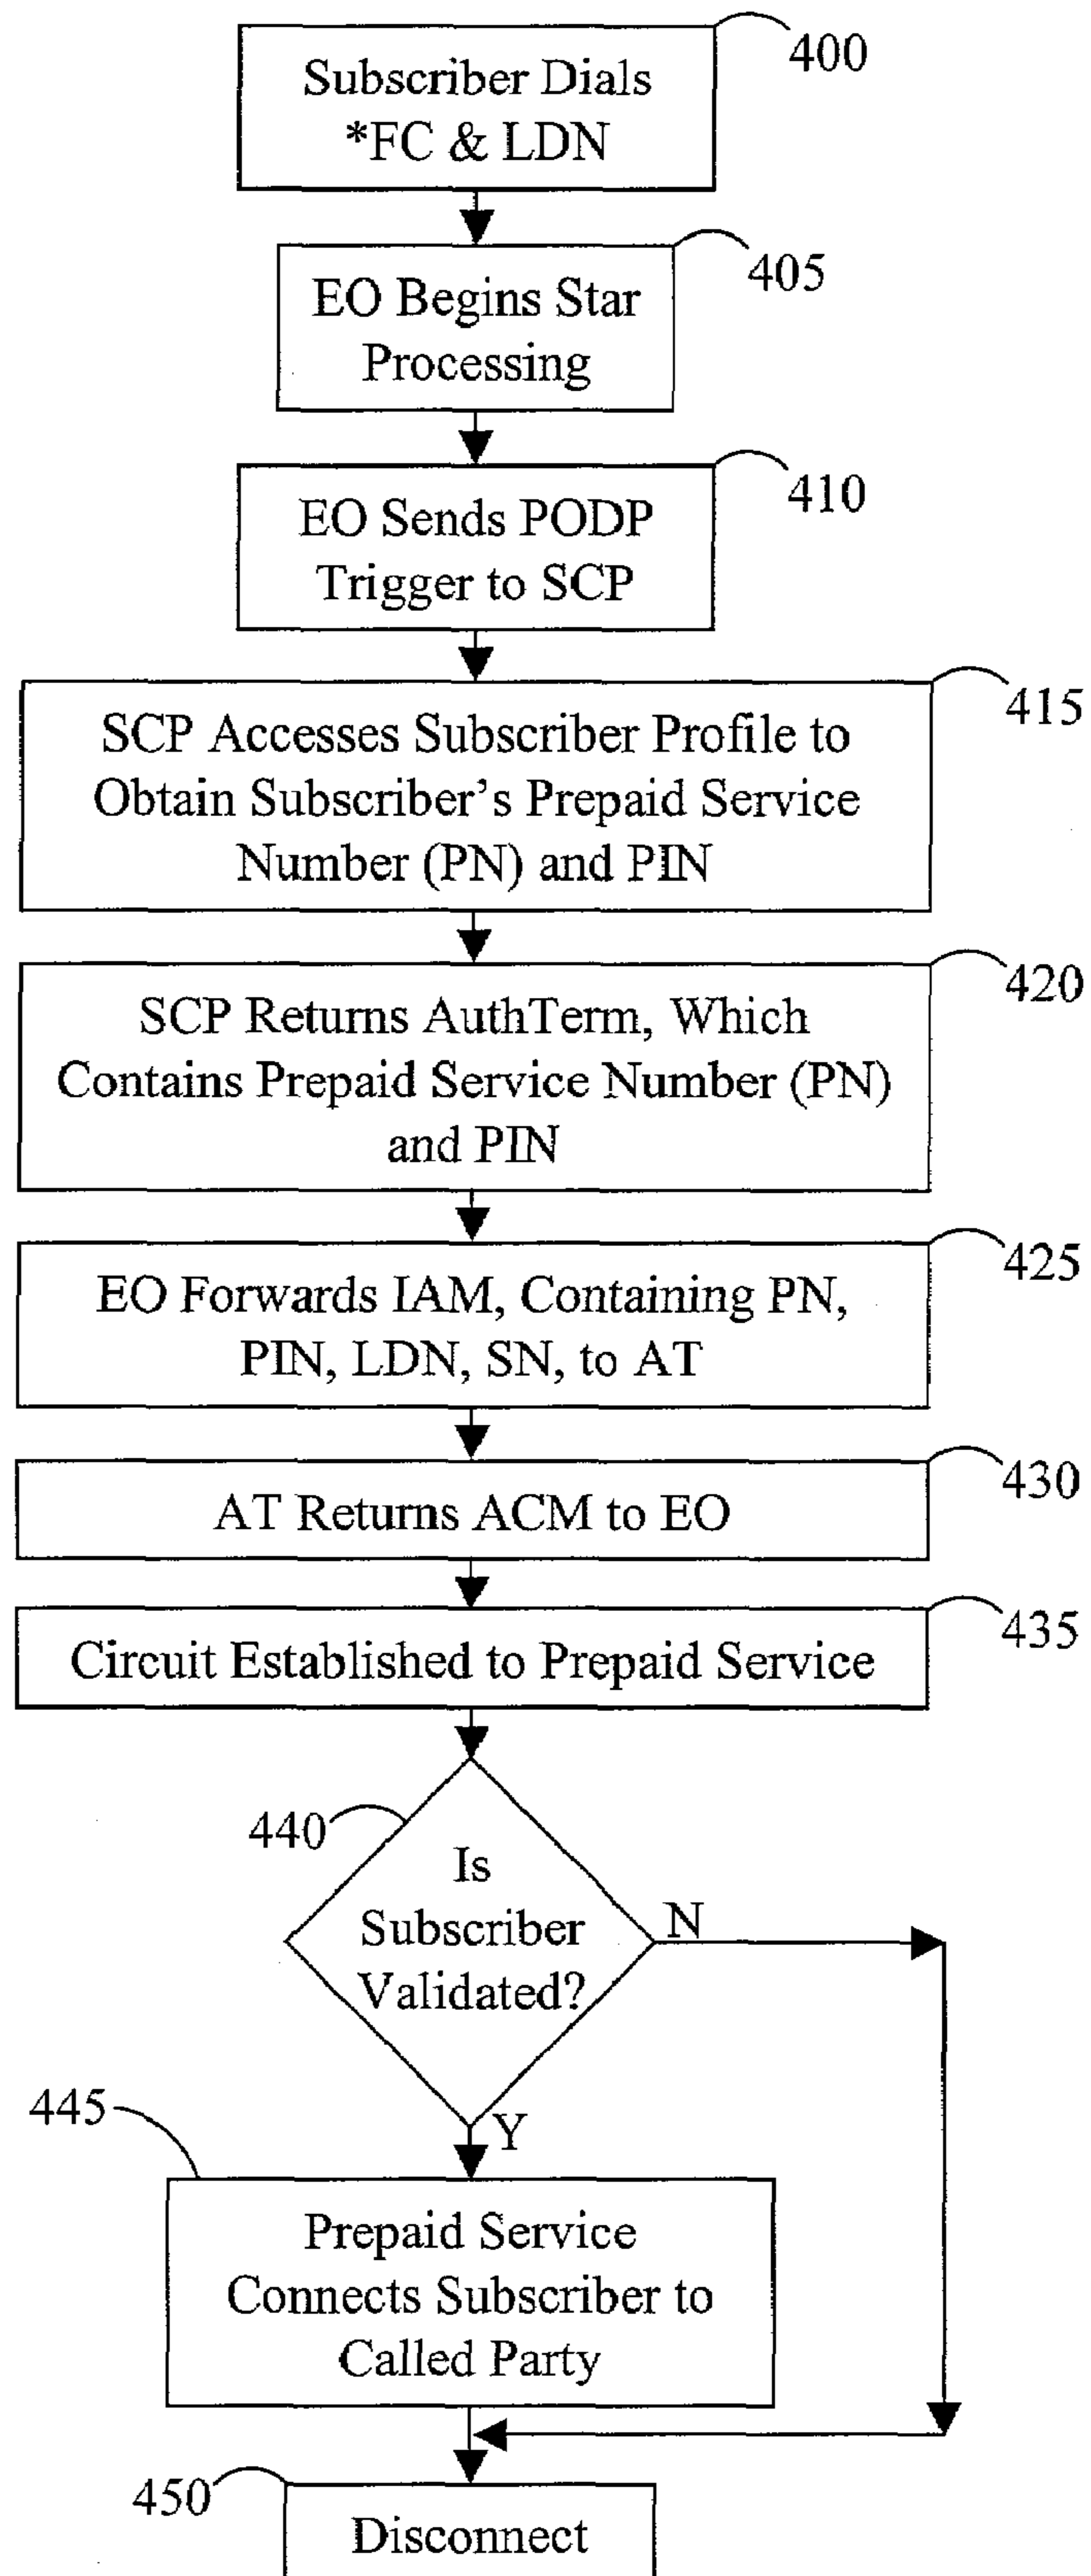 400
Subscriber Dials
*FC & LDN
405
EO Begins Star
Processing
410
EO Sends PODP
Trigger to SCP
415
SCP Accesses Subscriber Profile to
Obtain Subscriber's Prepaid Service
Number (PN) and PIN
420
SCP Returns AuthTerm, Which
Contains Prepaid Service Number (PN)
and PIN
425
EO Forwards IAM, Containing PN,
PIN, LDN, SN, to AT
430
AT Returns ACM to EO
435
Circuit Established to Prepaid Service
440
Is
Subscriber
Validated?
N
Y
445
Prepaid Service
Connects Subscriber to
Called Party
450
Disconnect